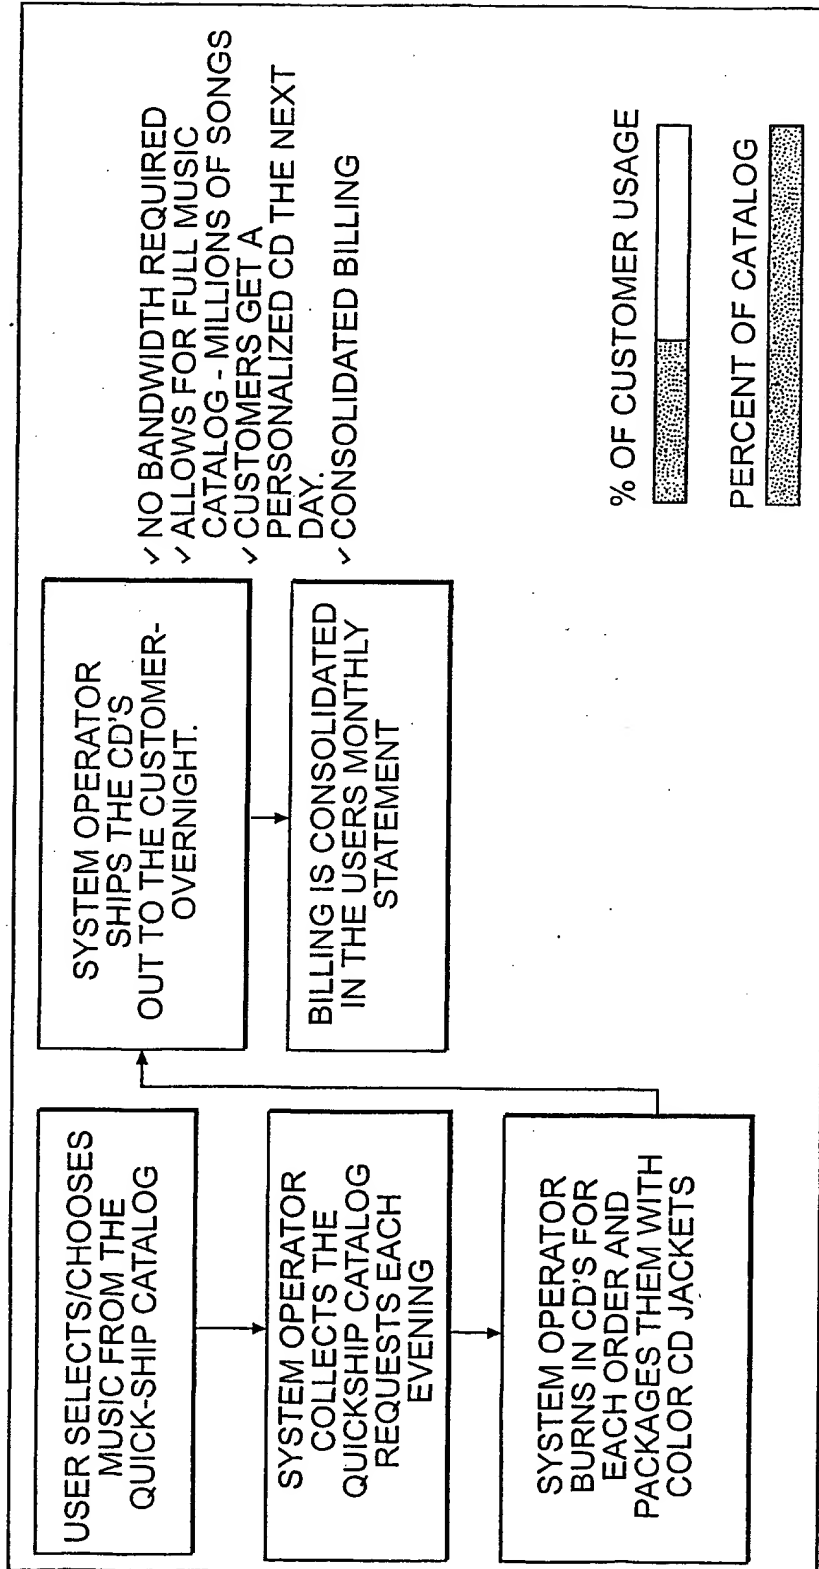 USER SELECTS/CHOOSES
MUSIC FROM THE
QUICK-SHIP CATALOG
SYSTEM OPERATOR
COLLECTS THE
QUICKSHIP CATALOG
REQUESTS EACH
EVENING
SYSTEM OPERATOR
BURNS IN CD'S FOR
EACH ORDER AND
PACKAGES THEM WITH
COLOR CD JACKETS
SYSTEM OPERATOR
SHIPS THE CD'S
OUT TO THE CUSTOMER-
OVERNIGHT.
BILLING IS CONSOLIDATED
IN THE USERS MONTHLY
STATEMENT
✓ NO BANDWIDTH REQUIRED
✓ ALLOWS FOR FULL MUSIC
CATALOG - MILLIONS OF SONGS
✓ CUSTOMERS GET A
PERSONALIZED CD THE NEXT
DAY.
✓ CONSOLIDATED BILLING
% OF CUSTOMER USAGE
PERCENT OF CATALOG